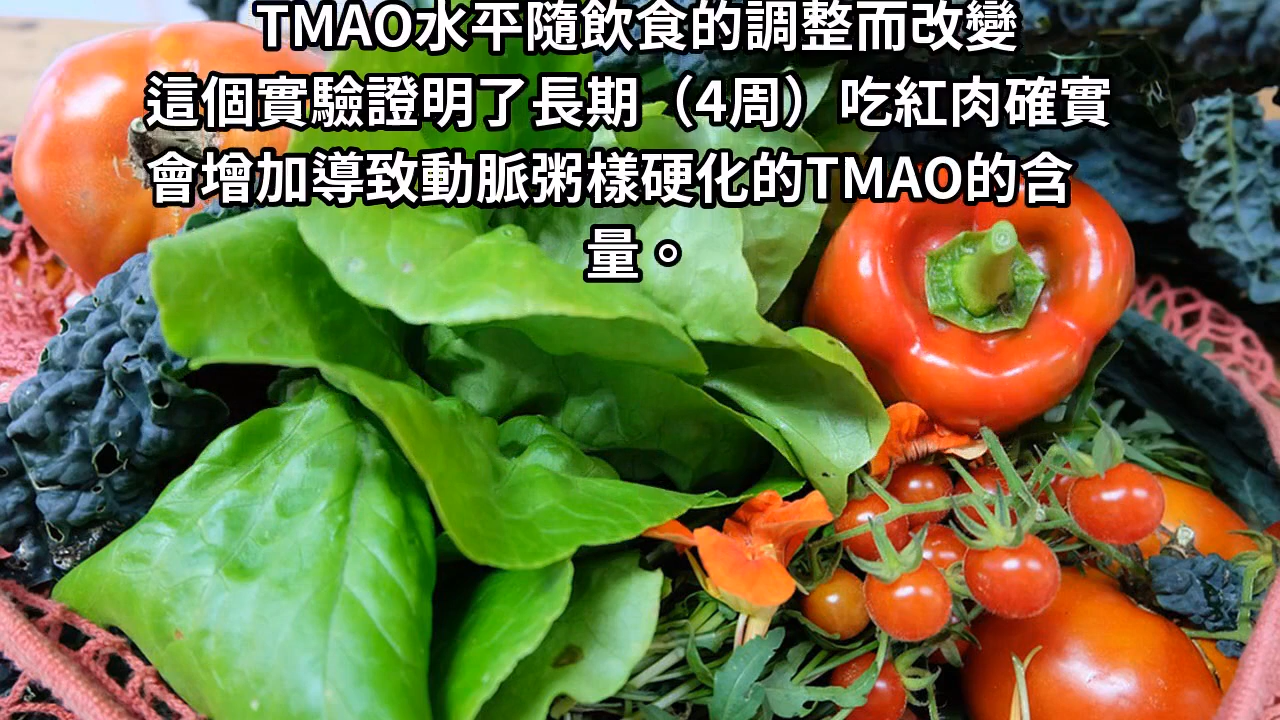 TMAO水平隨飲食的調整而改變
這個實驗證明了長期（4周）吃紅肉確實
會增加導致動脈粥樣硬化的TMAO的含
量。